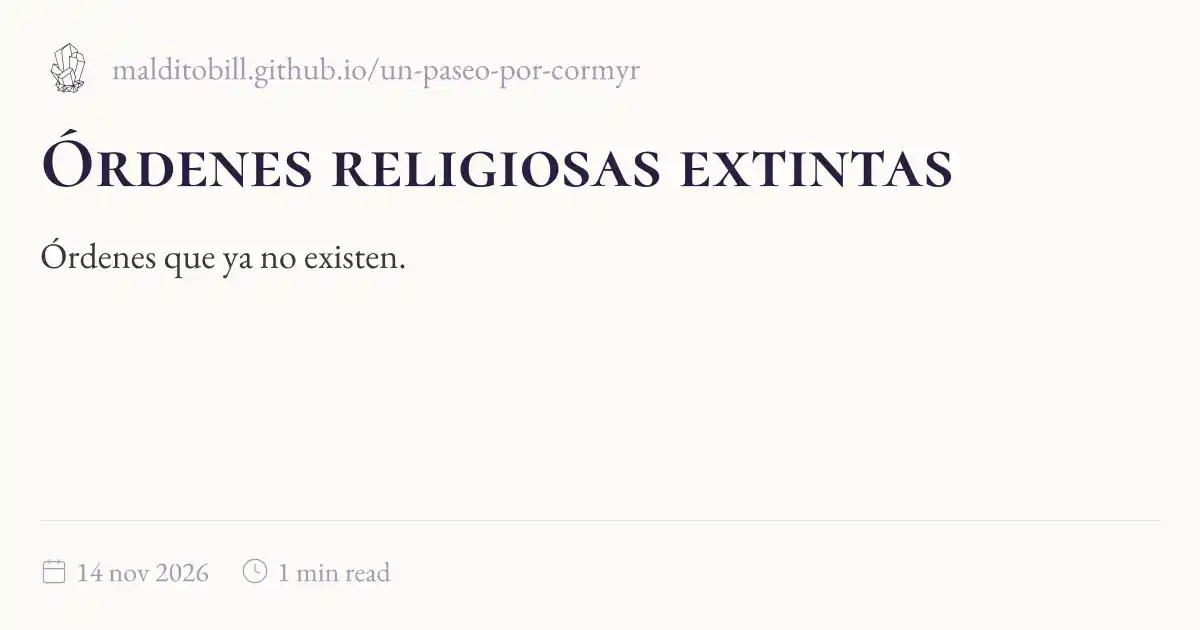 malditobill.github.io/un-paseo-por-cormyr
Órdenes religiosas extintas
Órdenes que ya no existen.
14 nov 2026 1 min read